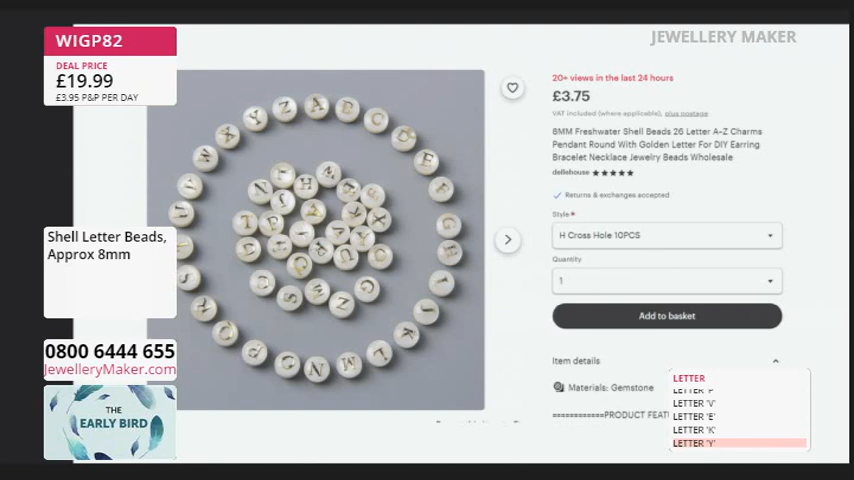 WIGP82
DEAL PRICE
£19.99
£3.95 P&P PER DAY
Shell Letter Beads,
Approx 8mm
0800 6444 655
JewelleryMaker.com
THE
EARLY BIRD
JEWELLERY MAKER
20+ views in the last 24 hours
£3.75
VAT included (where applicable), plus postage
8MM Freshwater Shell Beads 26 Letter A-Z Charms
Pendant Round With Golden Letter For DIY Earring
Bracelet Necklace Jewelry Beads Wholesale
dellehouse ★★★★★
Returns & exchanges accepted
Style *
H Cross Hole 10PCS
Quantity
1
Add to basket
Item details
Materials: Gemstone
============PRODUCT FEAT
LETTER
LETTER 'P'
LETTER 'V'
LETTER 'E'
LETTER 'K'
LETTER 'Y'